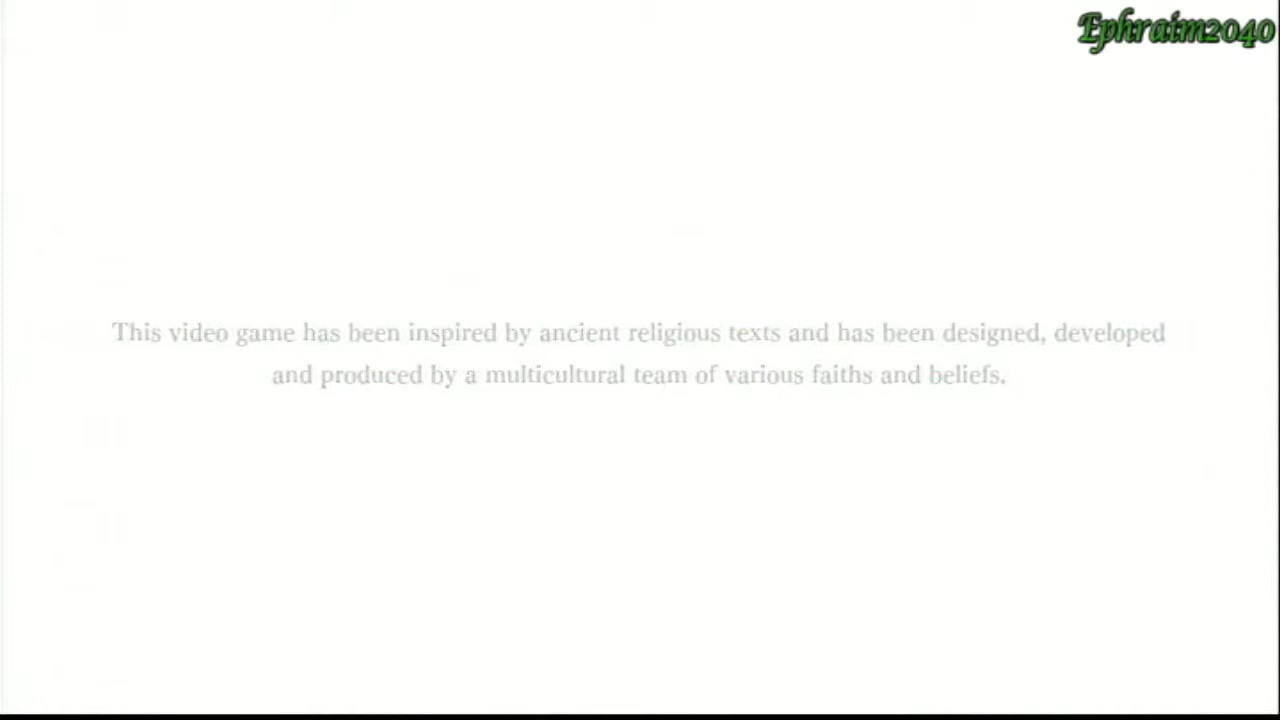 Ephraim2040
This video game has been inspired by ancient religious texts and has been designed, developed
and produced by a multicultural team of various faiths and beliefs.